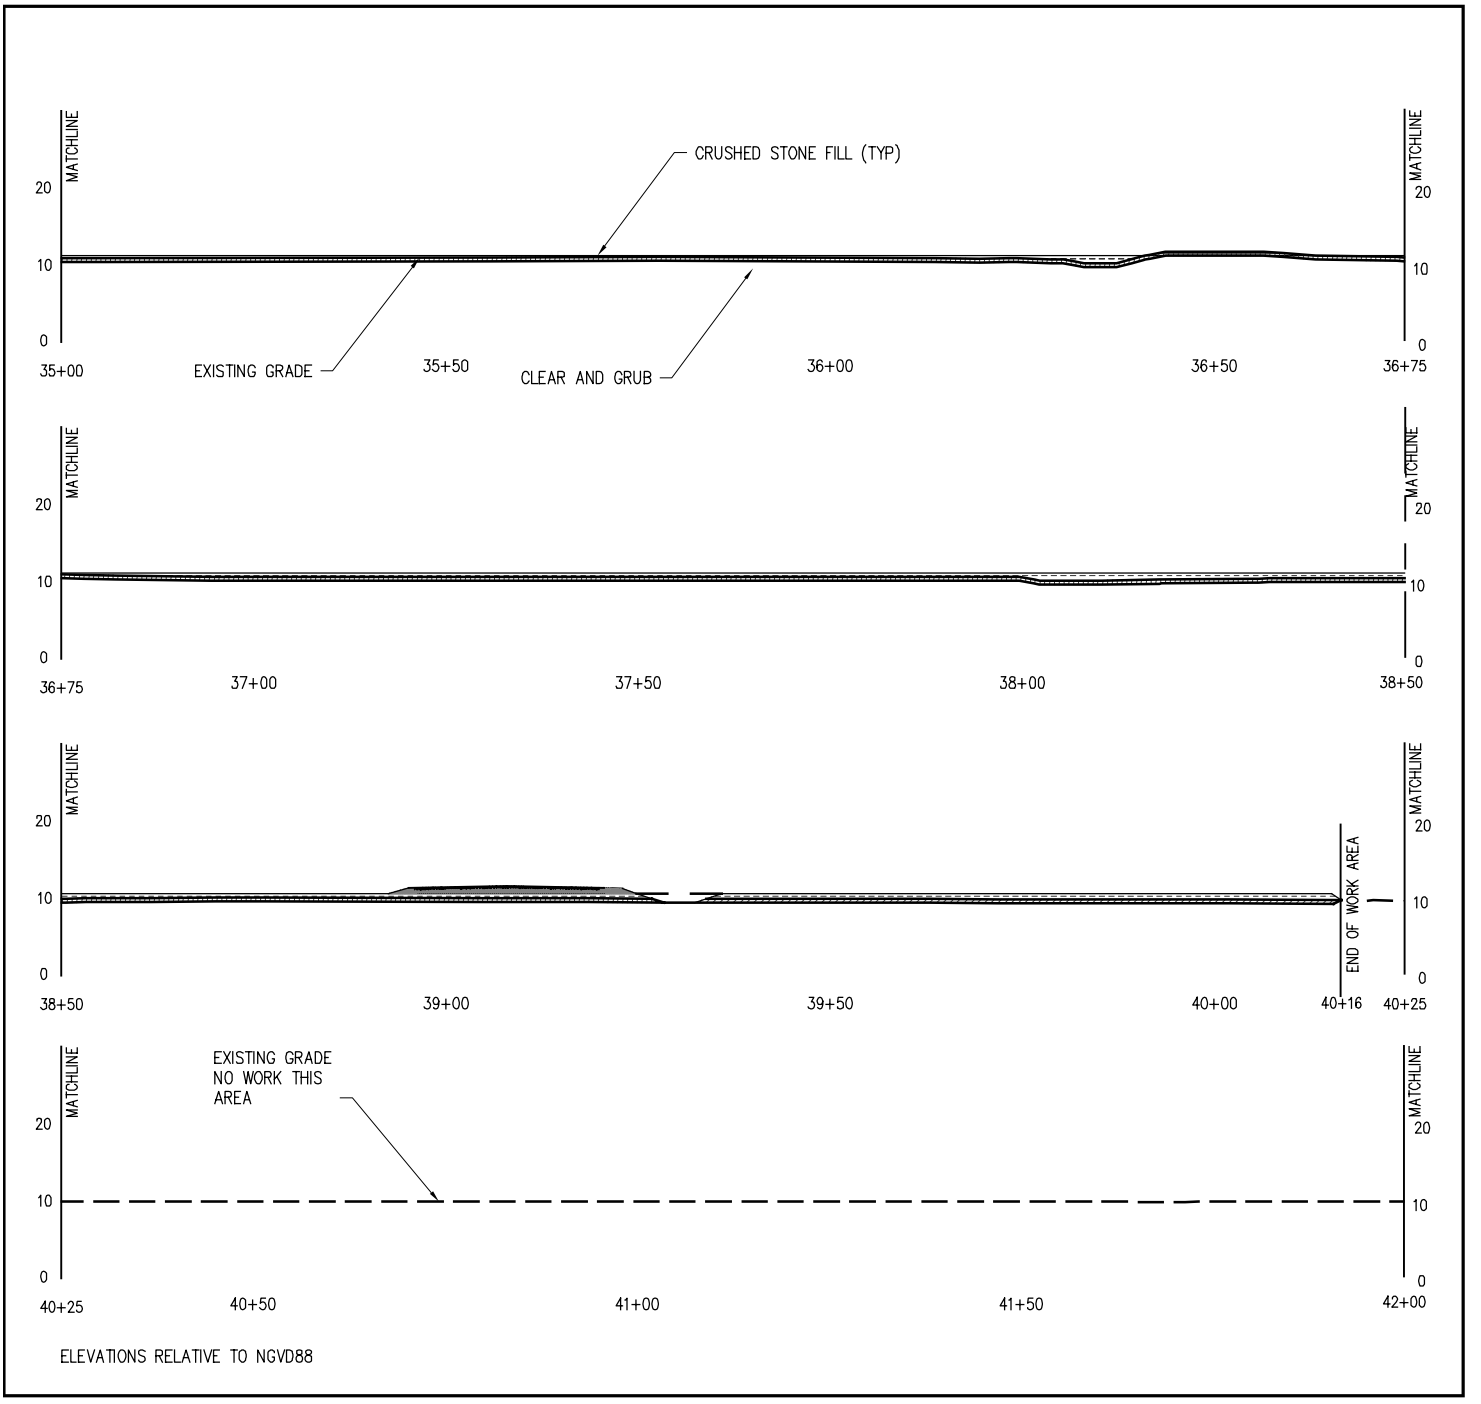 MATCHLINE
MATCHLINE
CRUSHED STONE FILL (TYP)
20
20
10
10
0
0
EXISTING GRADE
CLEAR AND GRUB
35+00
35+50
36+00
36+50
36+75
MATCHLINE
MATCHLINE
20
20
10
10
0
0
36+75
37+00
37+50
38+00
38+50
MATCHLINE
MATCHLINE
20
20
END OF WORK AREA
10
10
0
0
38+50
39+00
39+50
40+00
40+16
40+25
MATCHLINE
MATCHLINE
EXISTING GRADE
NO WORK THIS
AREA
20
20
10
10
0
0
40+25
40+50
41+00
41+50
42+00
ELEVATIONS RELATIVE TO NGVD88